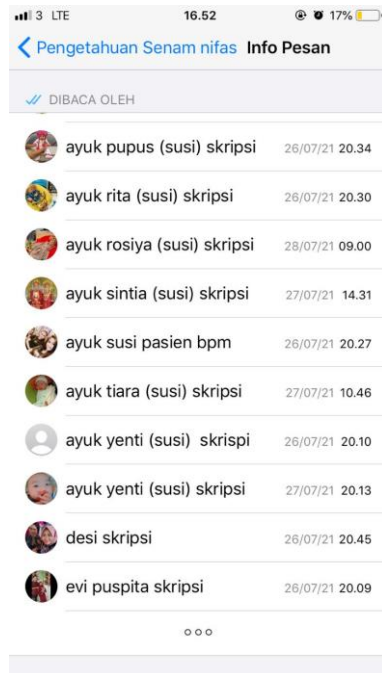 3 LTE 16.52 17%
Pengetahuan Senam nifas Info Pesan
DIBACA OLEH
ayuk pupus (susi) skripsi 26/07/21 20.34
ayuk rita (susi) skripsi 26/07/21 20.30
ayuk rosiya (susi) skripsi 28/07/21 09.00
ayuk sintia (susi) skripsi 27/07/21 14.31
ayuk susi pasien bpm 26/07/21 20.27
ayuk tiara (susi) skripsi 27/07/21 10.46
ayuk yenti (susi) skrispi 26/07/21 20.10
ayuk yenti (susi) skripsi 27/07/21 20.13
desi skripsi 26/07/21 20.45
evi puspita skripsi 26/07/21 20.09